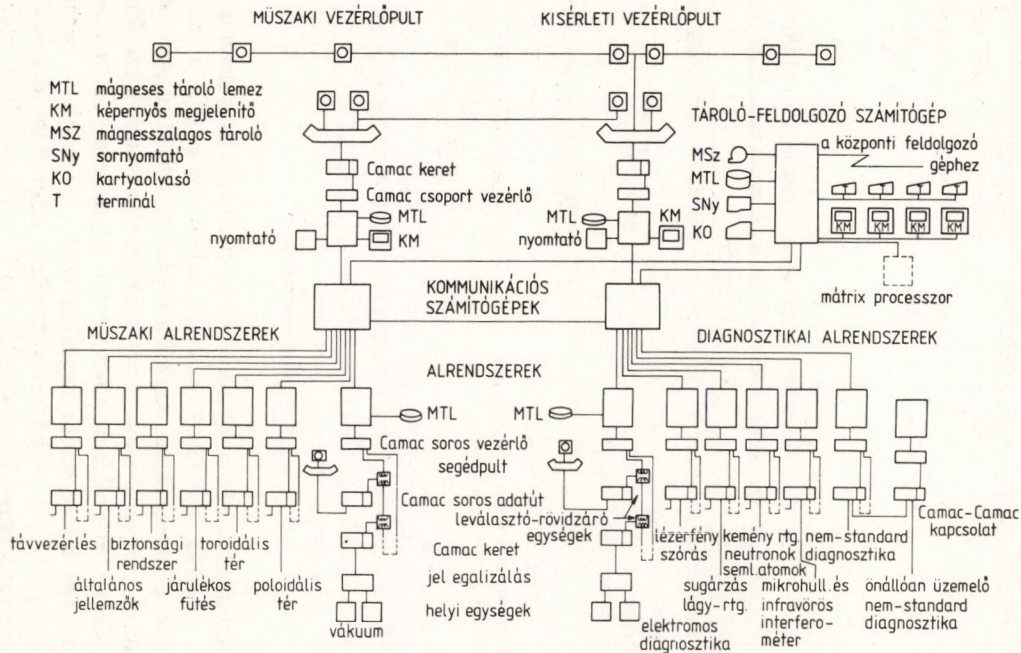 MŰSZAKI VEZÉRLŐPULT
KISÉRLETI VEZÉRLŐPULT
MTL mágneses tároló lemez
KM képernyős megjelenítő
MSZ mágnesszalagos tároló
SNy sornyomtató
KO kartyaolvasó
T terminál
TÁROLÓ-FELDOLGOZÓ SZÁMÍTÓGÉP
MSz
MTL
SNy
KO
a központi feldolgozó
géphez
T T T T
KM KM KM KM
mátrix processzor
Camac keret
Camac csoport vezérlő
MTL
KM
nyomtató
MTL
KM
nyomtató
KOMMUNIKÁCIÓS
SZÁMÍTÓGÉPEK
MŰSZAKI ALRENDSZEREK
DIAGNOSZTIKAI ALRENDSZEREK
ALRENDSZEREK
MTL
MTL
Camac soros vezérlő
segédpult
Camac soros adatút
leválasztó-rövidzáró
egységek
Camac keret
jel egalizálás
helyi egységek
távvezérlés
általános
jellemzők
biztonsági
rendszer
járulékos
fütés
toroidális
tér
poloidális
tér
vákuum
elektromos
diagnosztika
lézerfény
szórás
sugárzás
lágy-rtg.
kemény rtg.
neutronok
seml.atomok
mikrohull.és
infravörös
interfero-
méter
nem-standard
diagnosztika
Camac-Camac
kapcsolat
önállóan üzemelő
nem-standard
diagnosztika